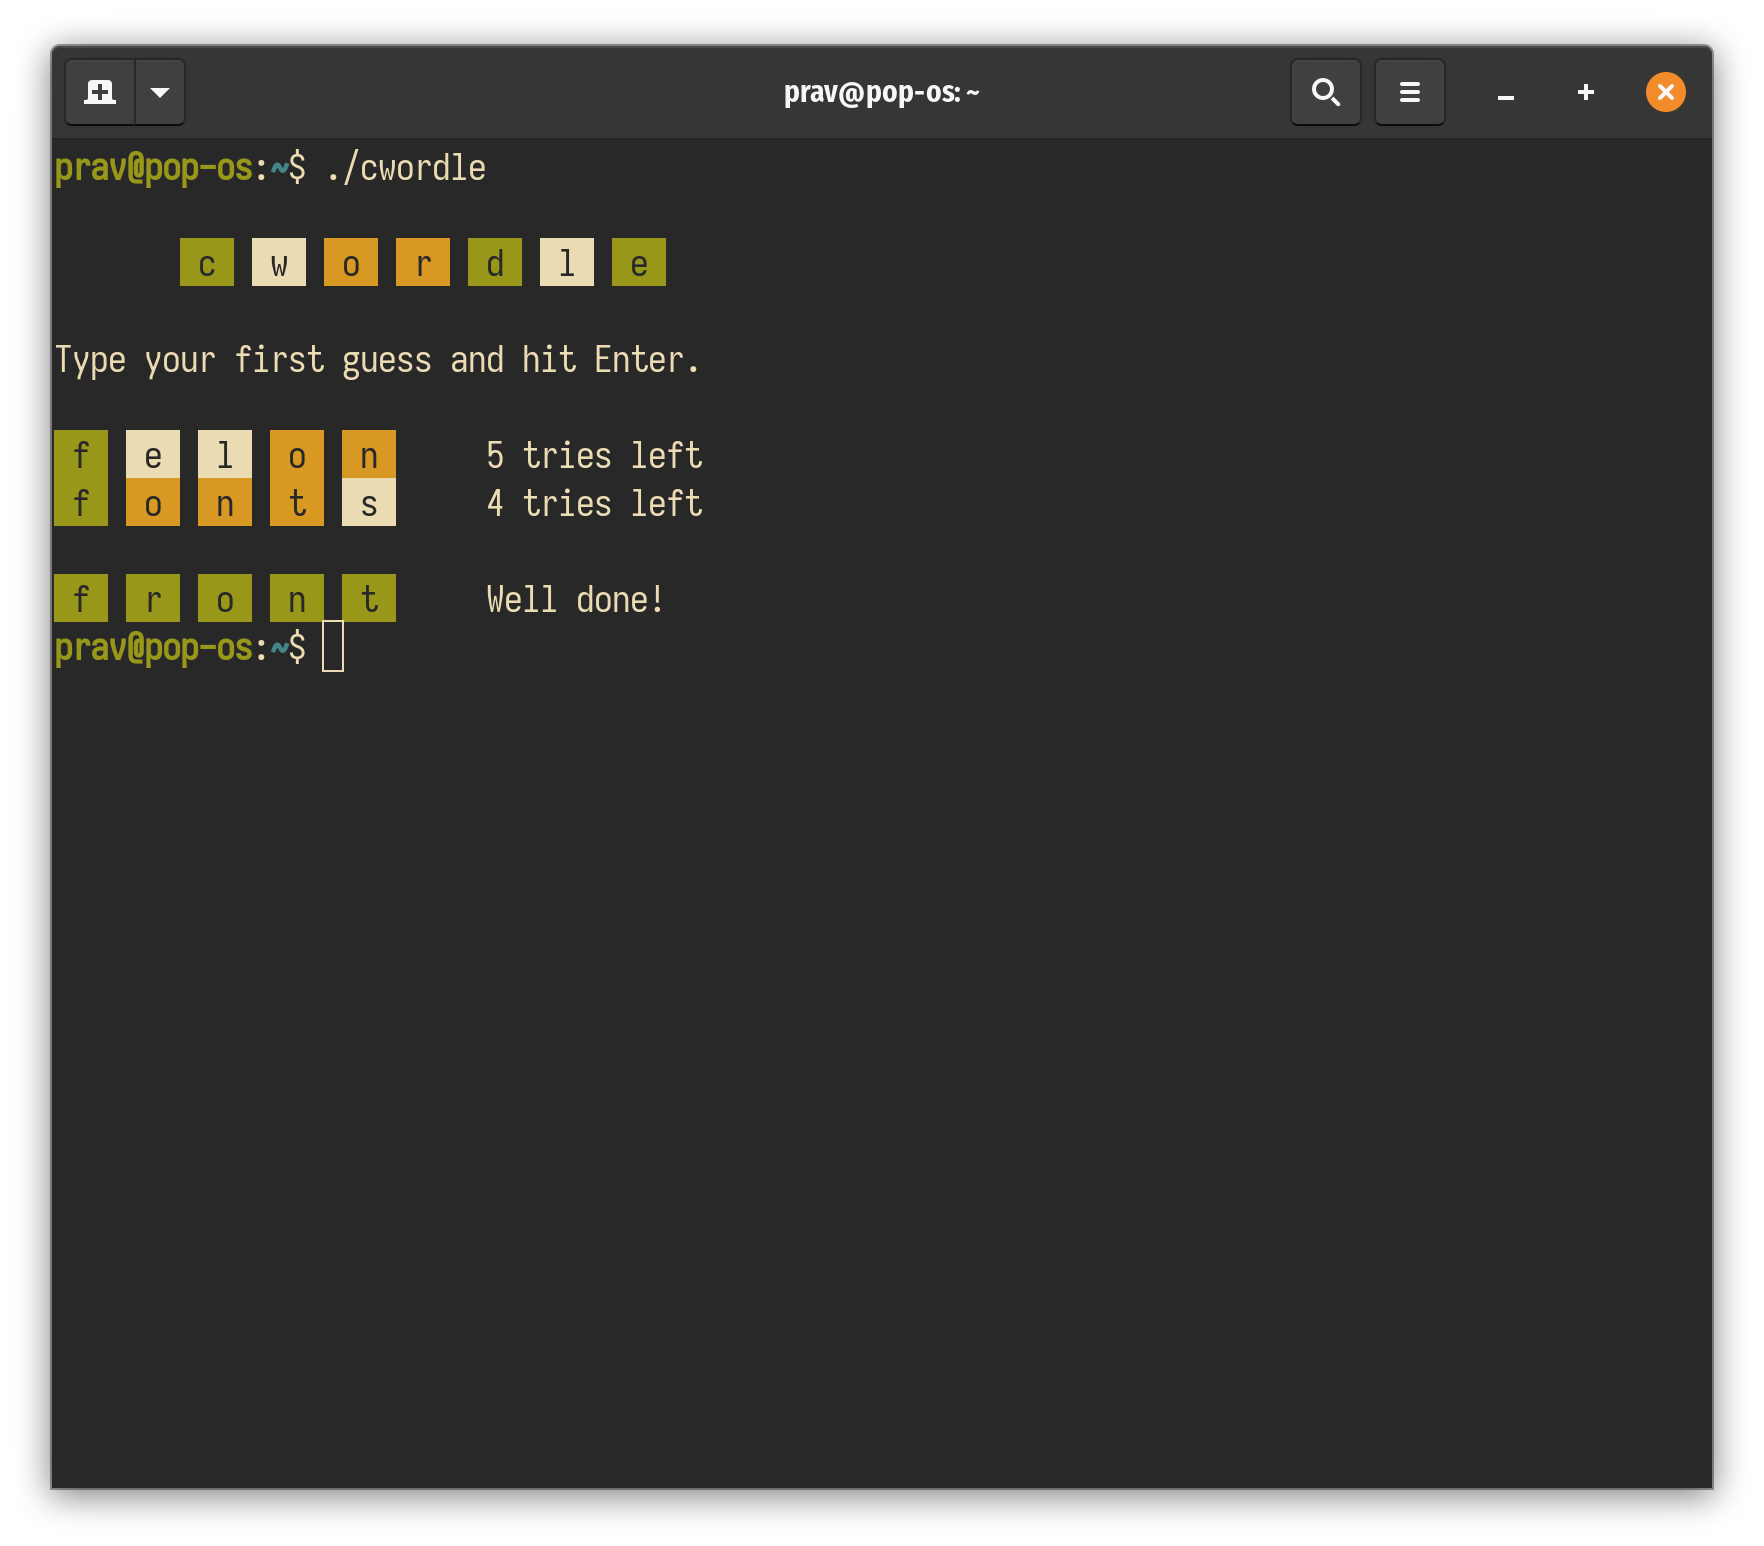 prav@pop-os: ~
prav@pop-os:~$ ./cwordle
c w o r d l e
Type your first guess and hit Enter.
f e l o n 5 tries left
f o n t s 4 tries left
f r o n t Well done!
prav@pop-os:~$